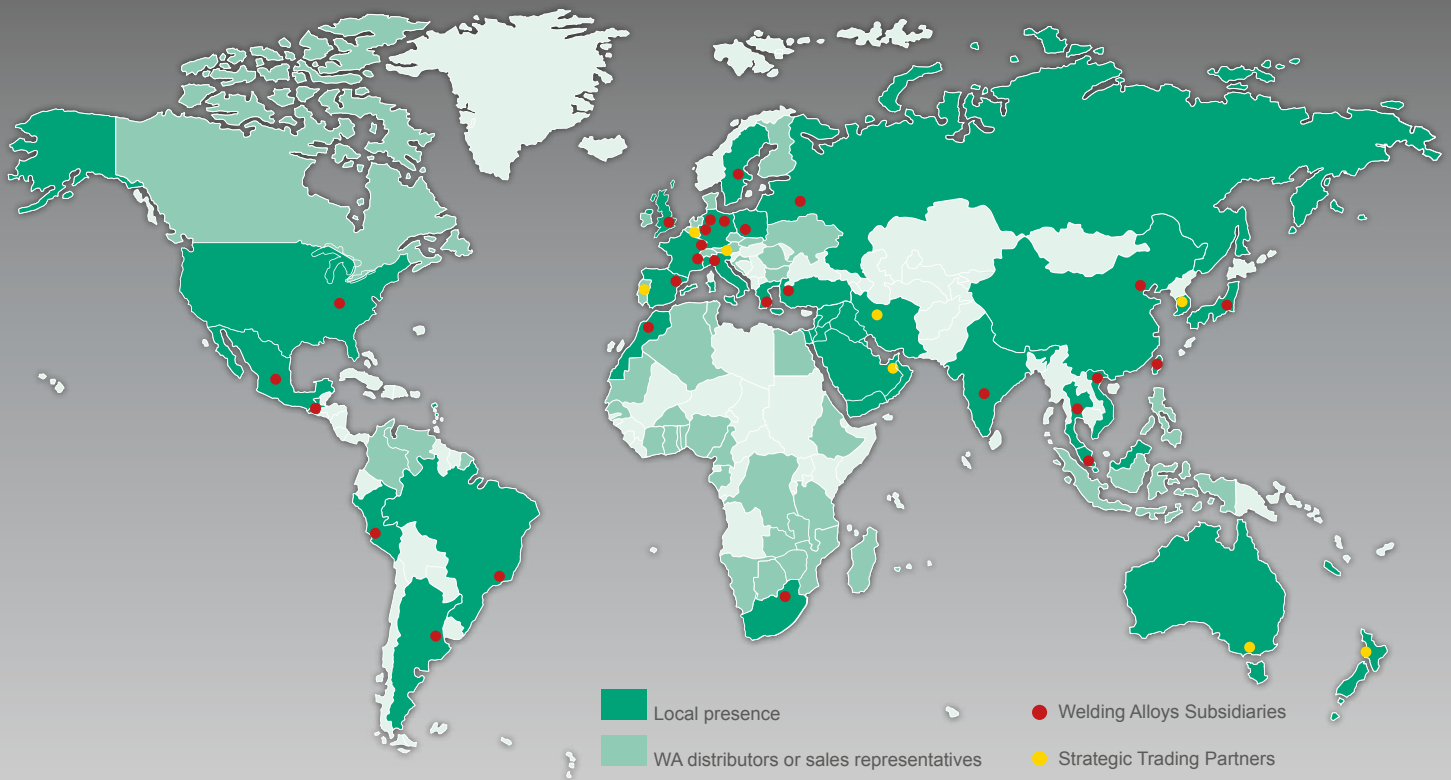 Local presence
WA distributors or sales representatives
Welding Alloys Subsidiaries
Strategic Trading Partners